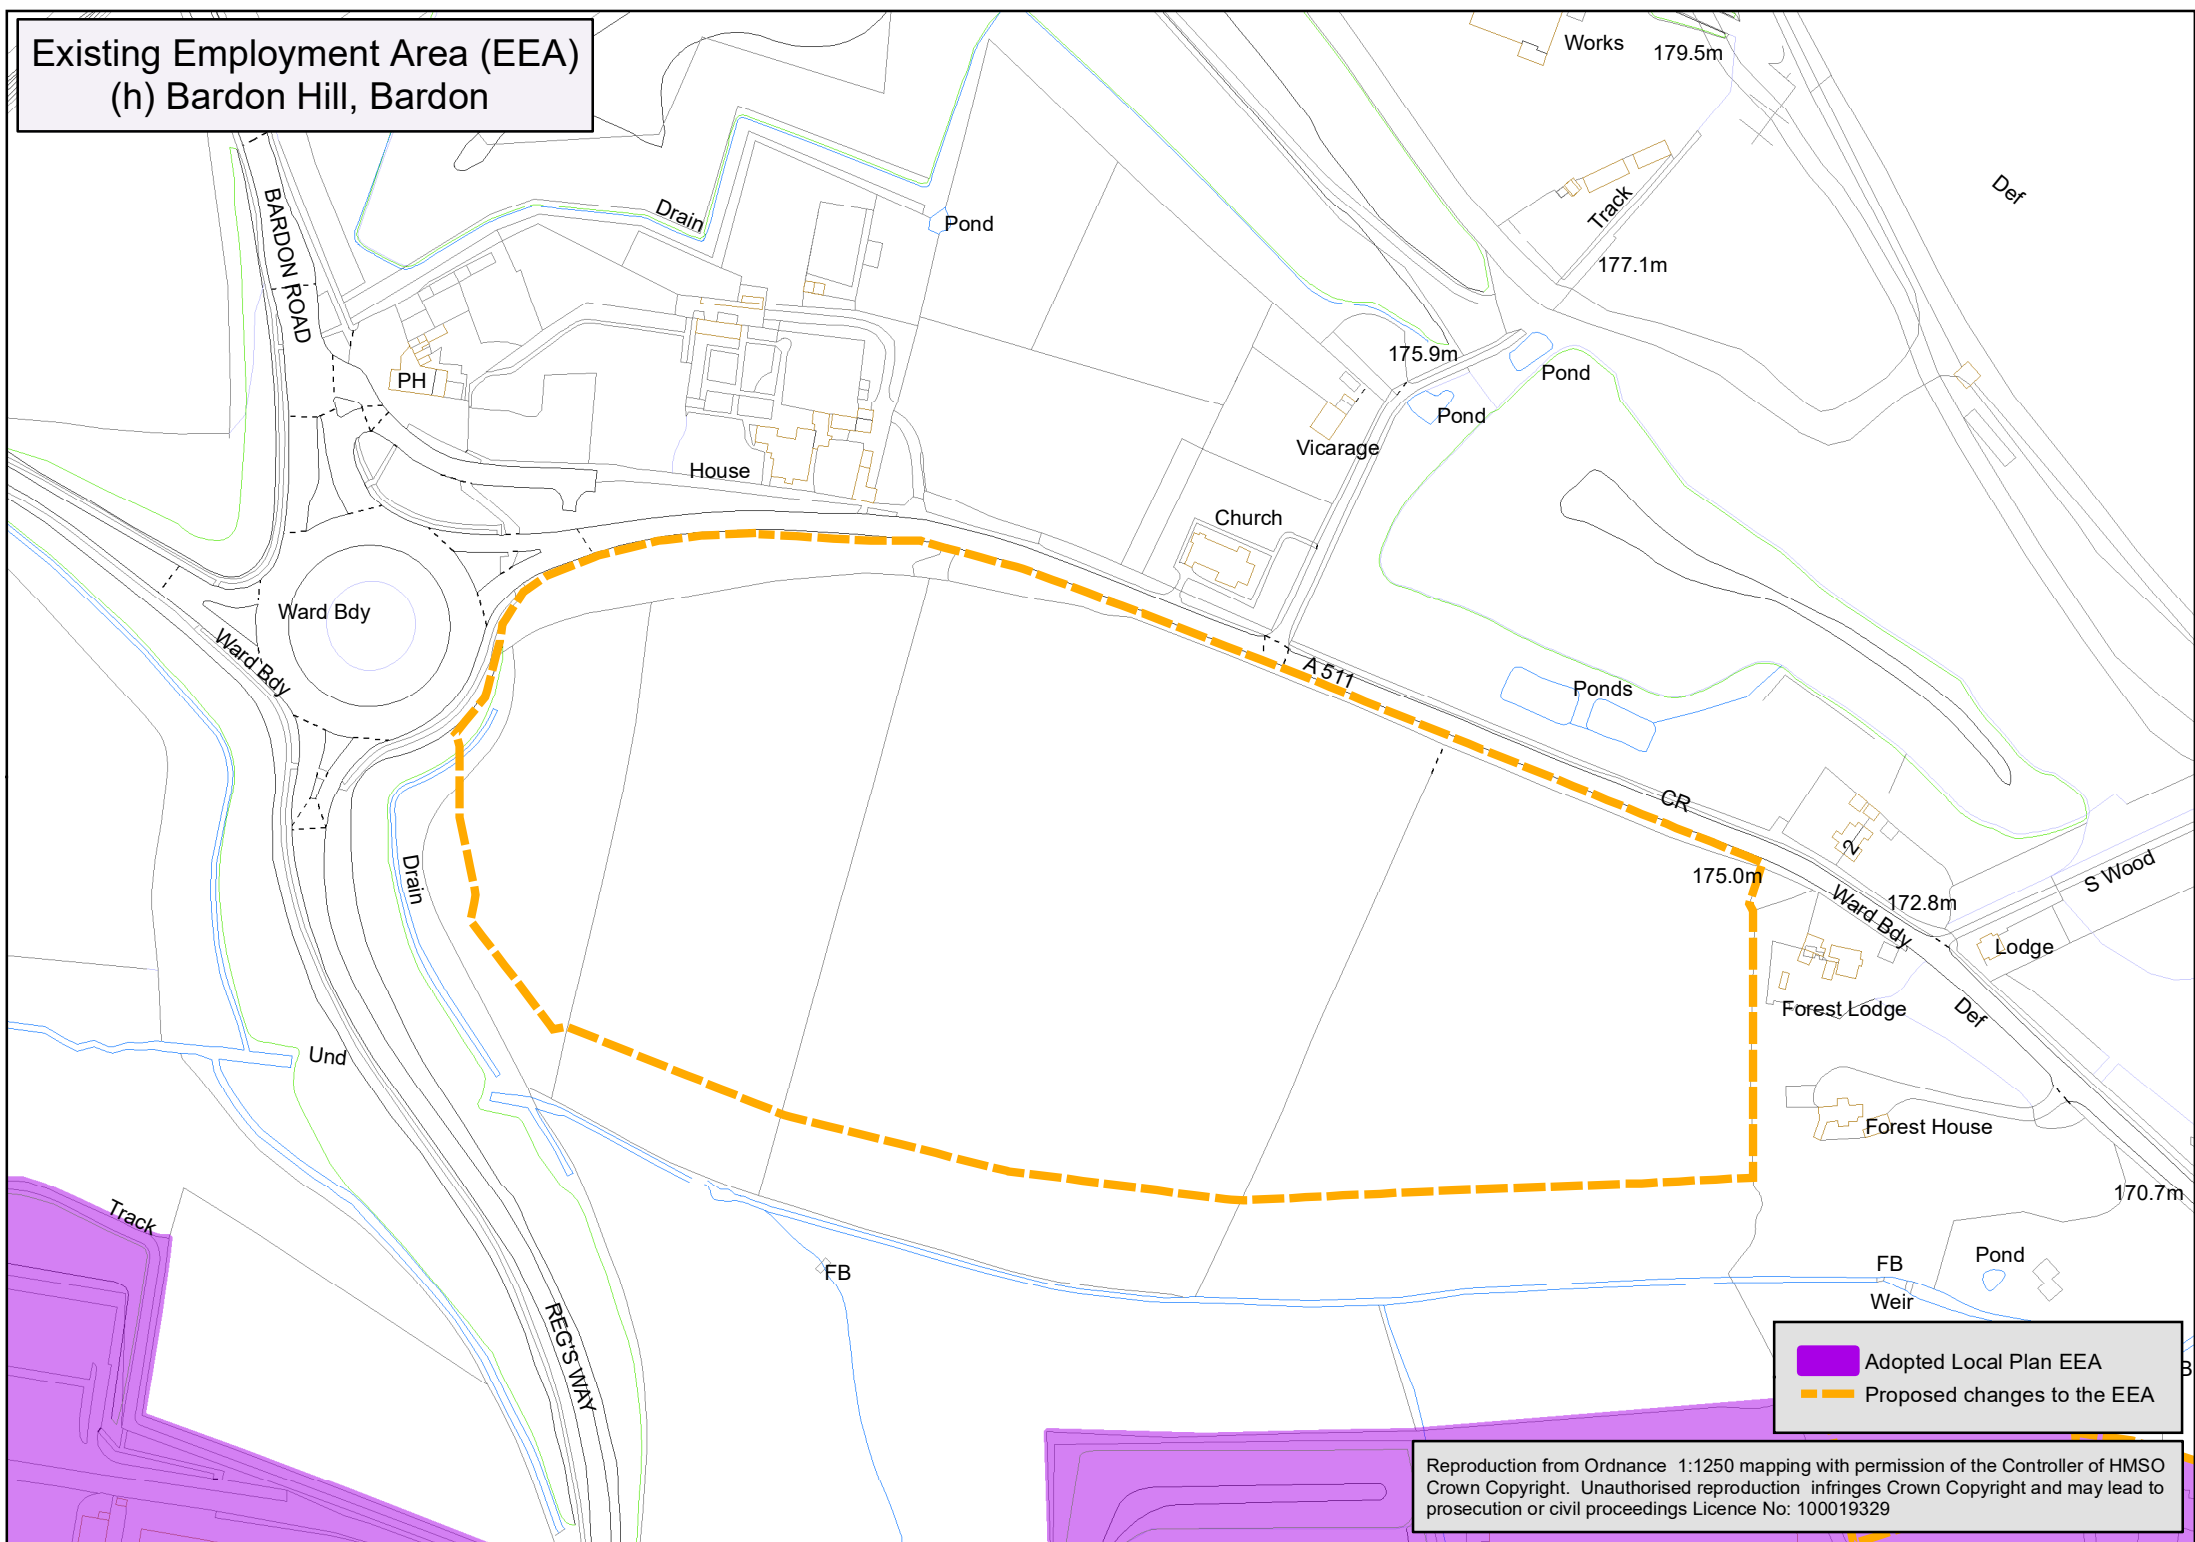 Existing Employment Area (EEA)
(h) Bardon Hill, Bardon
Works
179.5m
Def
BARDON ROAD
Drain
Pond
Track
177.1m
175.9m
Pond
PH
Pond
Vicarage
House
Church
Ward Bdy
Ward Bdy
A 511
Ponds
CR
2
Drain
175.0m
S Wood
Ward Bdy
172.8m
Lodge
Forest Lodge
Def
Und
Forest House
170.7m
Track
FB
FB
Pond
Weir
REG'S WAY
B
Adopted Local Plan EEA
Proposed changes to the EEA
Reproduction from Ordnance 1:1250 mapping with permission of the Controller of HMSO
Crown Copyright. Unauthorised reproduction infringes Crown Copyright and may lead to
prosecution or civil proceedings Licence No: 100019329